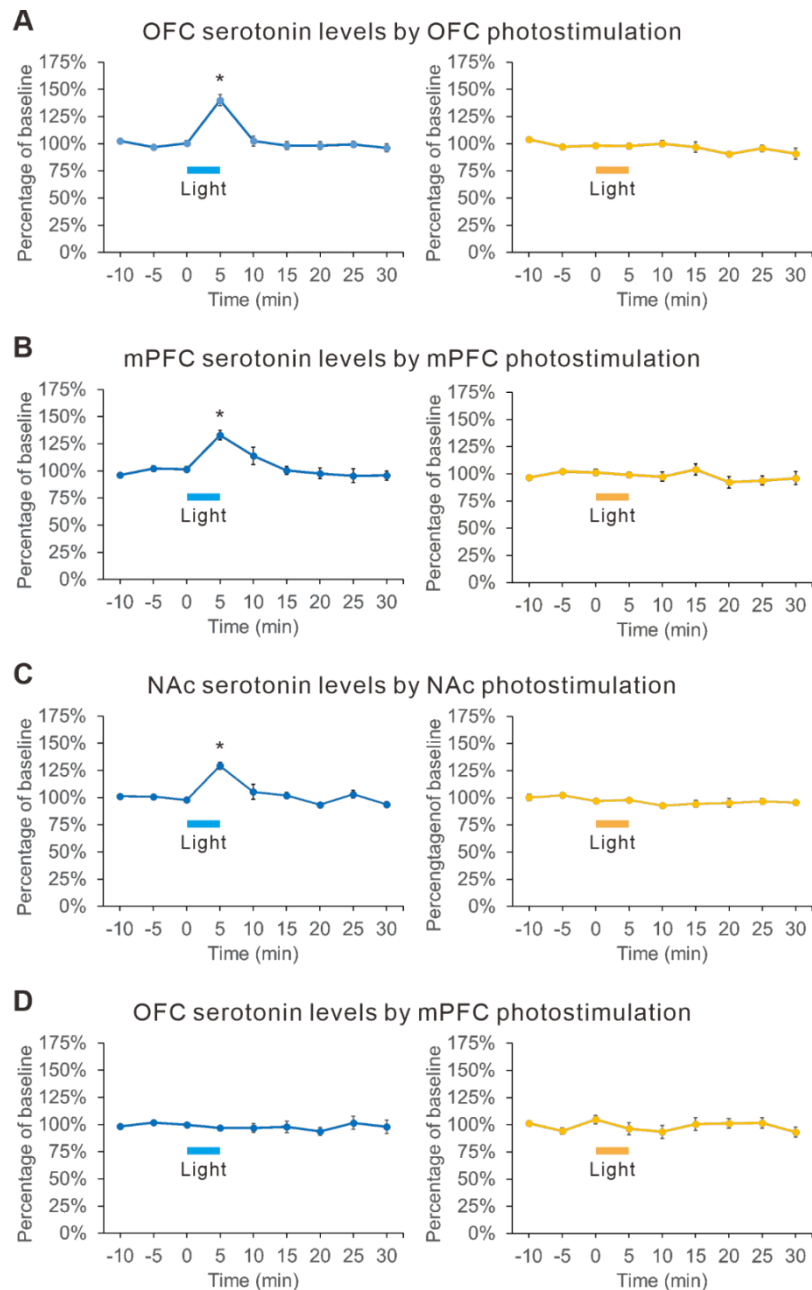 A
OFC serotonin levels by OFC photostimulation
Percentage of baseline
175%
150%
125%
100%
75%
50%
25%
0%
*
Light
-10 -5 0 5 10 15 20 25 30
Time (min)
Percentage of baseline
175%
150%
125%
100%
75%
50%
25%
0%
Light
-10 -5 0 5 10 15 20 25 30
Time (min)
B
mPFC serotonin levels by mPFC photostimulation
Percentage of baseline
175%
150%
125%
100%
75%
50%
25%
0%
*
Light
-10 -5 0 5 10 15 20 25 30
Time (min)
Percentage of baseline
175%
150%
125%
100%
75%
50%
25%
0%
Light
-10 -5 0 5 10 15 20 25 30
Time (min)
C
NAc serotonin levels by NAc photostimulation
Percentage of baseline
175%
150%
125%
100%
75%
50%
25%
0%
*
Light
-10 -5 0 5 10 15 20 25 30
Time (min)
Percengtagenof baseline
175%
150%
125%
100%
75%
50%
25%
0%
Light
-10 -5 0 5 10 15 20 25 30
Time (min)
D
OFC serotonin levels by mPFC photostimulation
Percentage of baseline
175%
150%
125%
100%
75%
50%
25%
0%
Light
-10 -5 0 5 10 15 20 25 30
Time (min)
Percentage of baseline
175%
150%
125%
100%
75%
50%
25%
0%
Light
-10 -5 0 5 10 15 20 25 30
Time (min)